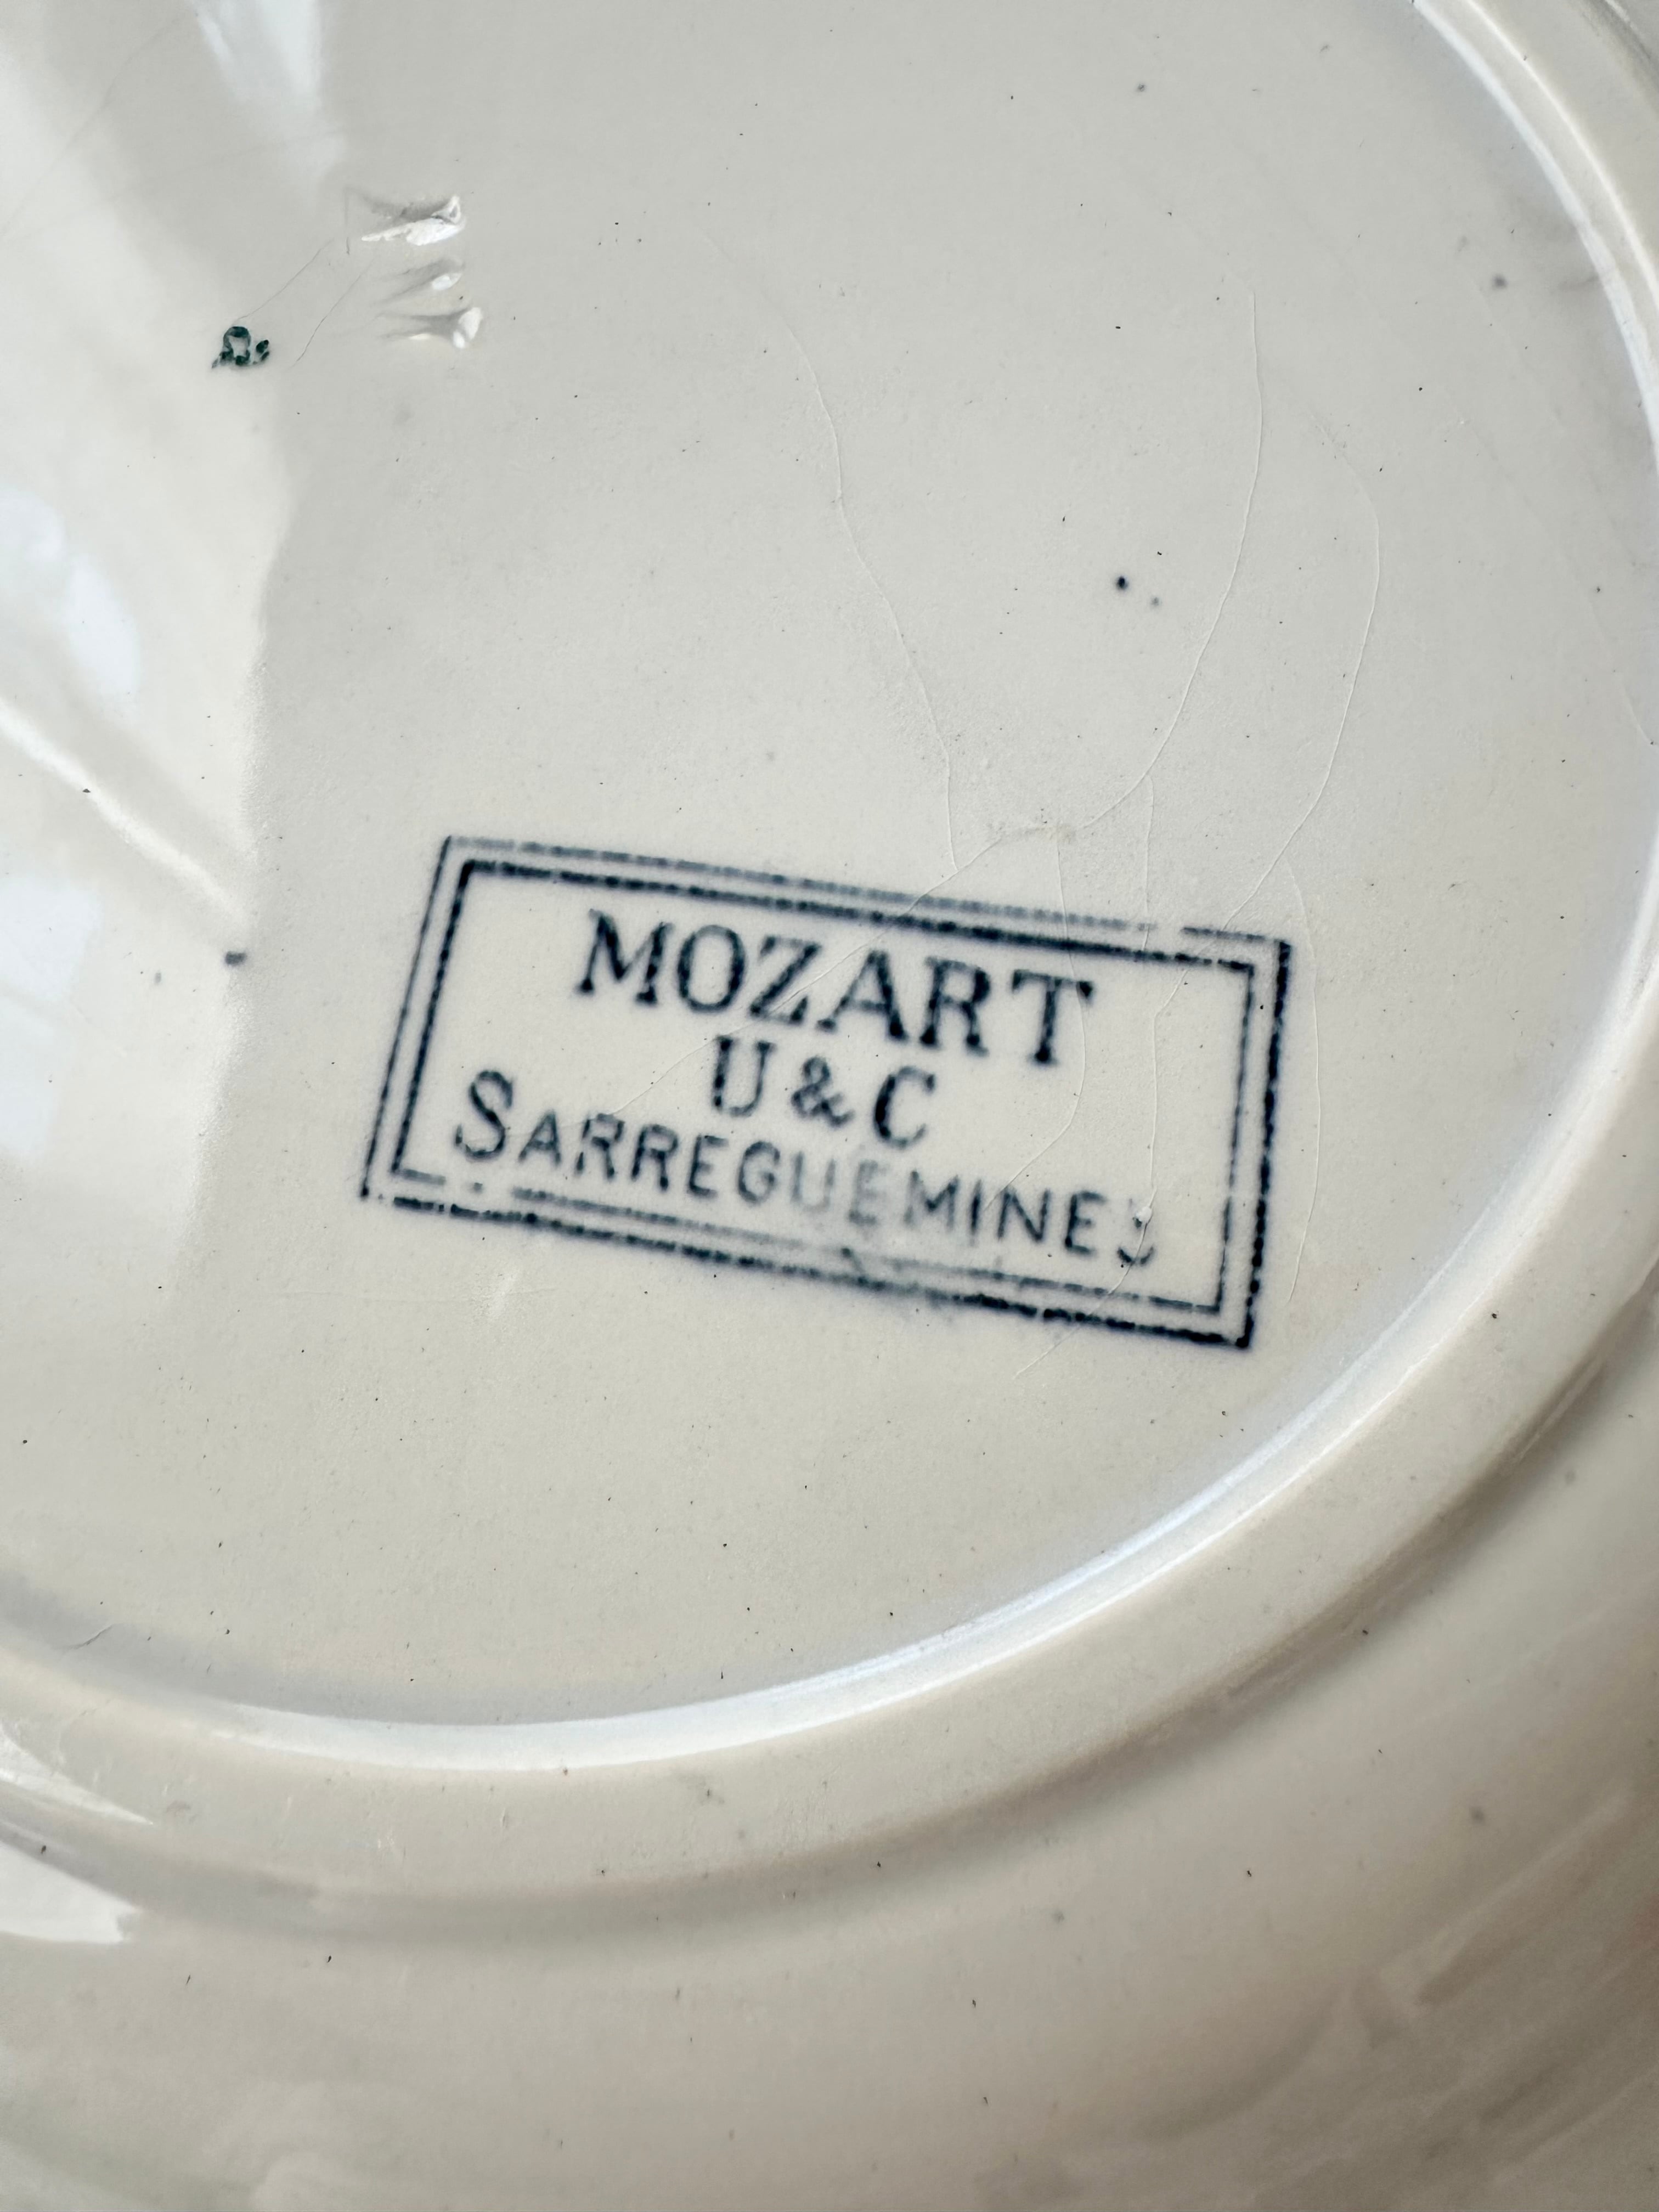 MOZART
U & C
SARREGUEMINES